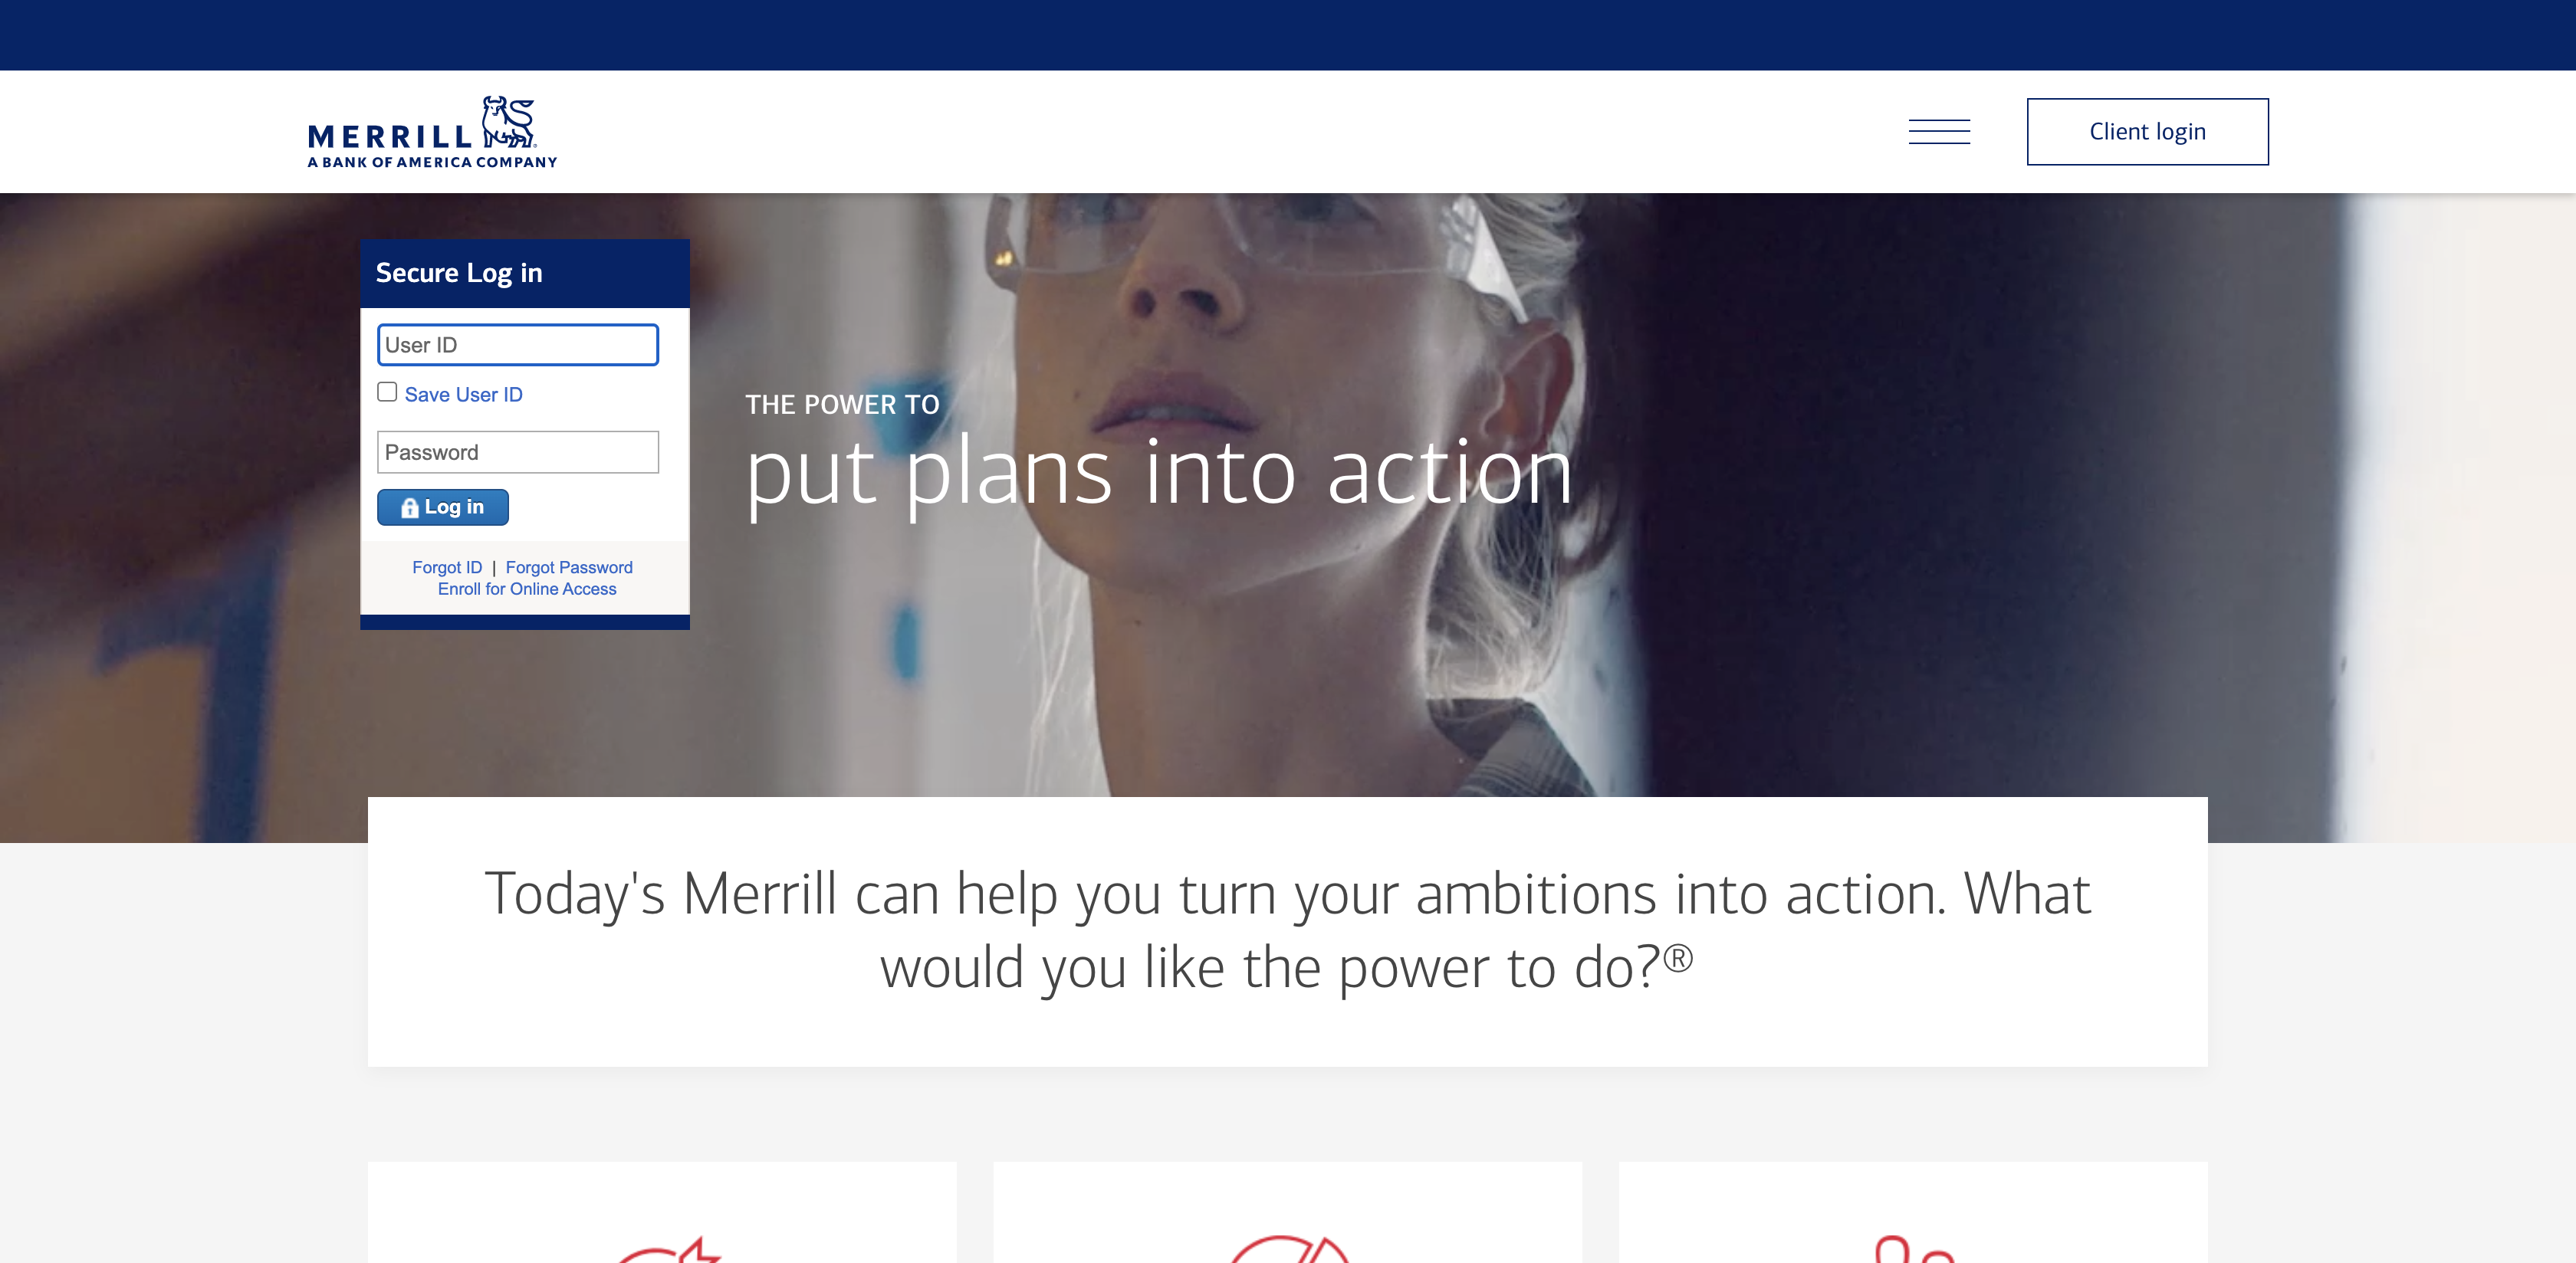 MERRILL
A BANK OF AMERICA COMPANY
Client login
Secure Log in
User ID
Save User ID
Password
Log in
Forgot ID | Forgot Password
Enroll for Online Access
THE POWER TO
put plans into action
Today's Merrill can help you turn your ambitions into action. What
would you like the power to do?®